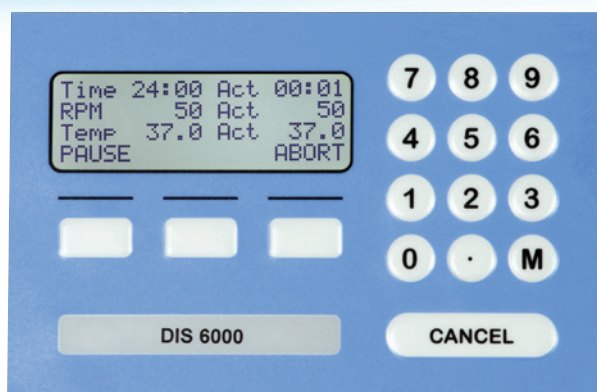 Time 24:00 Act 00:01
RPM 50 Act 50
Temp 37.0 Act 37.0
PAUSE ABORT
7 8 9
4 5 6
1 2 3
0 . M
DIS 6000
CANCEL